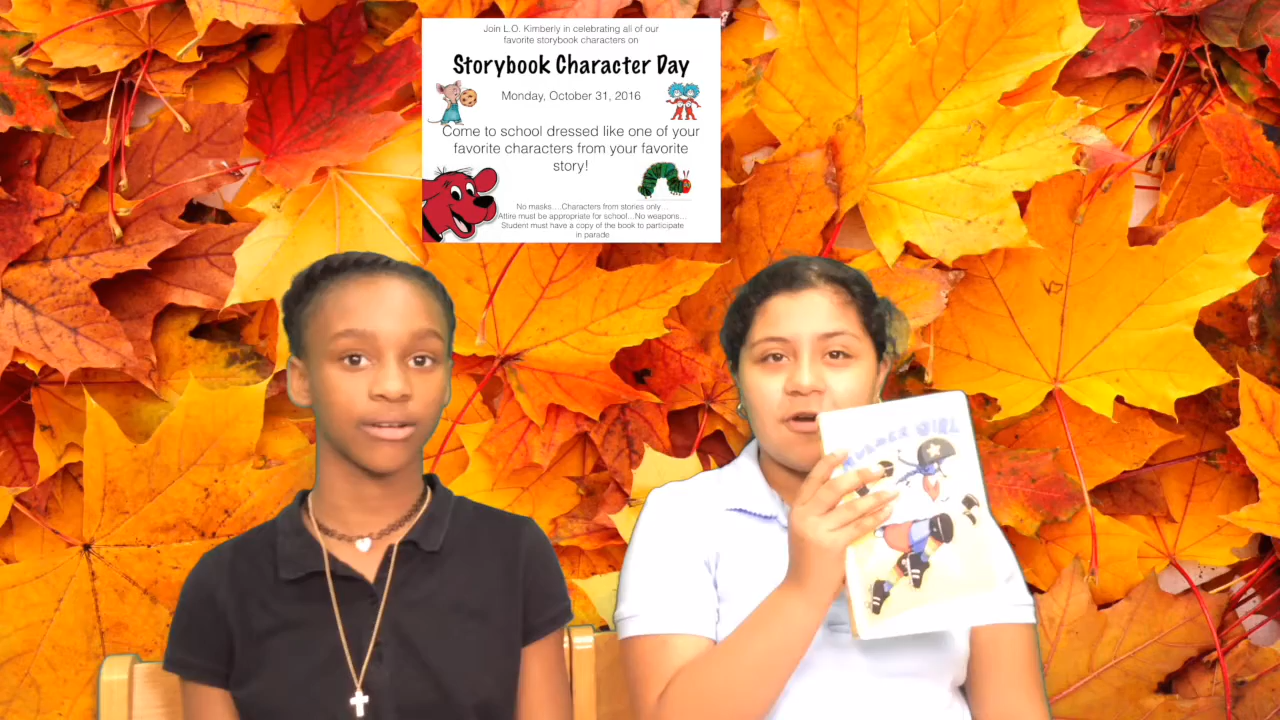 Join L.O. Kimberly in celebrating all of our
favorite storybook characters on
Storybook Character Day
Monday, October 31, 2016
Come to school dressed like one of your
favorite characters from your favorite
story!
No masks....Characters from stories only...
Attire must be appropriate for school...No weapons...
Student must have a copy of the book to participate
in parade
GIRL